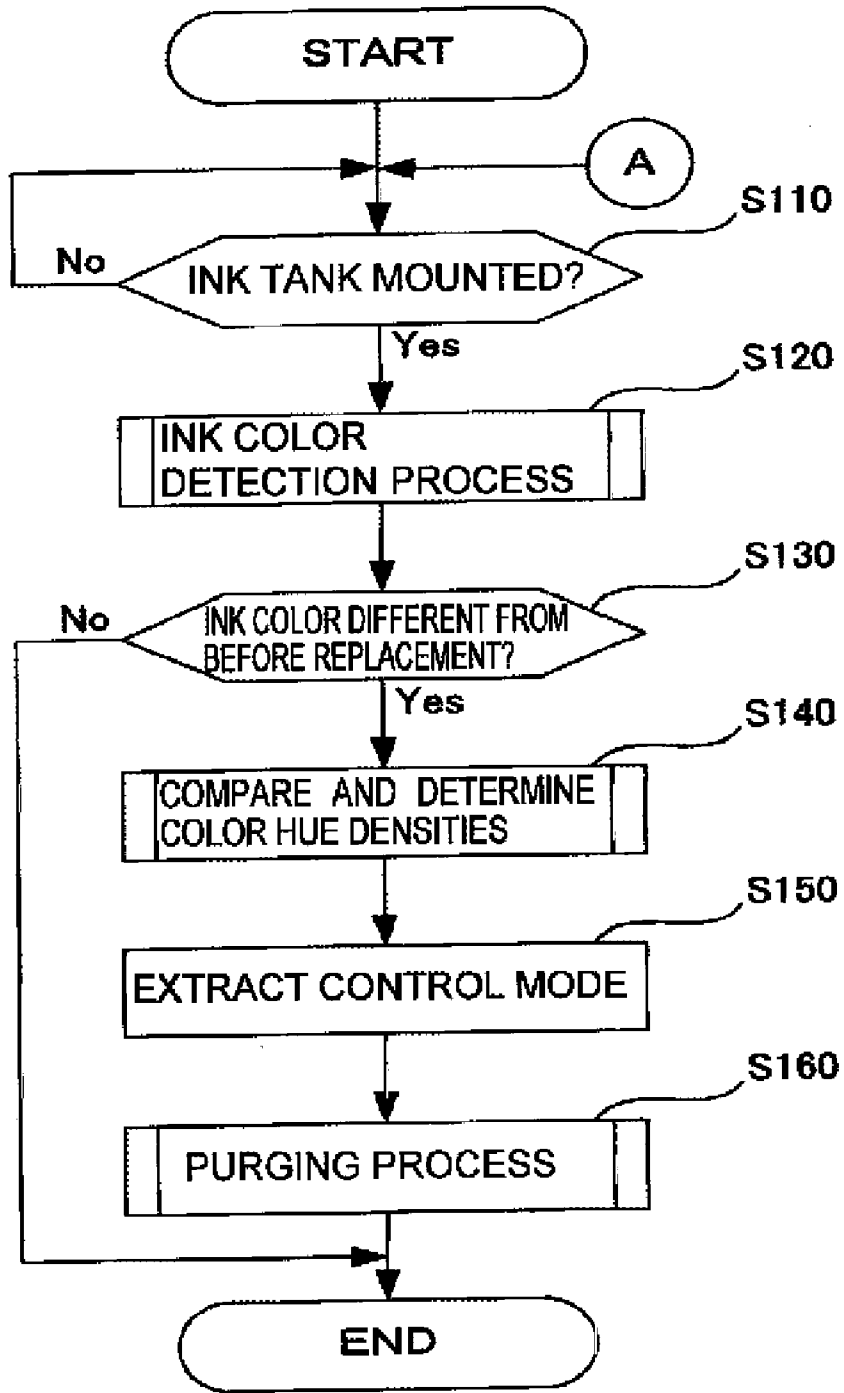 START
A
S110
No
INK TANK MOUNTED?
Yes
S120
INK COLOR
DETECTION PROCESS
S130
No
INK COLOR DIFFERENT FROM
BEFORE REPLACEMENT?
Yes
S140
COMPARE AND DETERMINE
COLOR HUE DENSITIES
S150
EXTRACT CONTROL MODE
S160
PURGING PROCESS
END